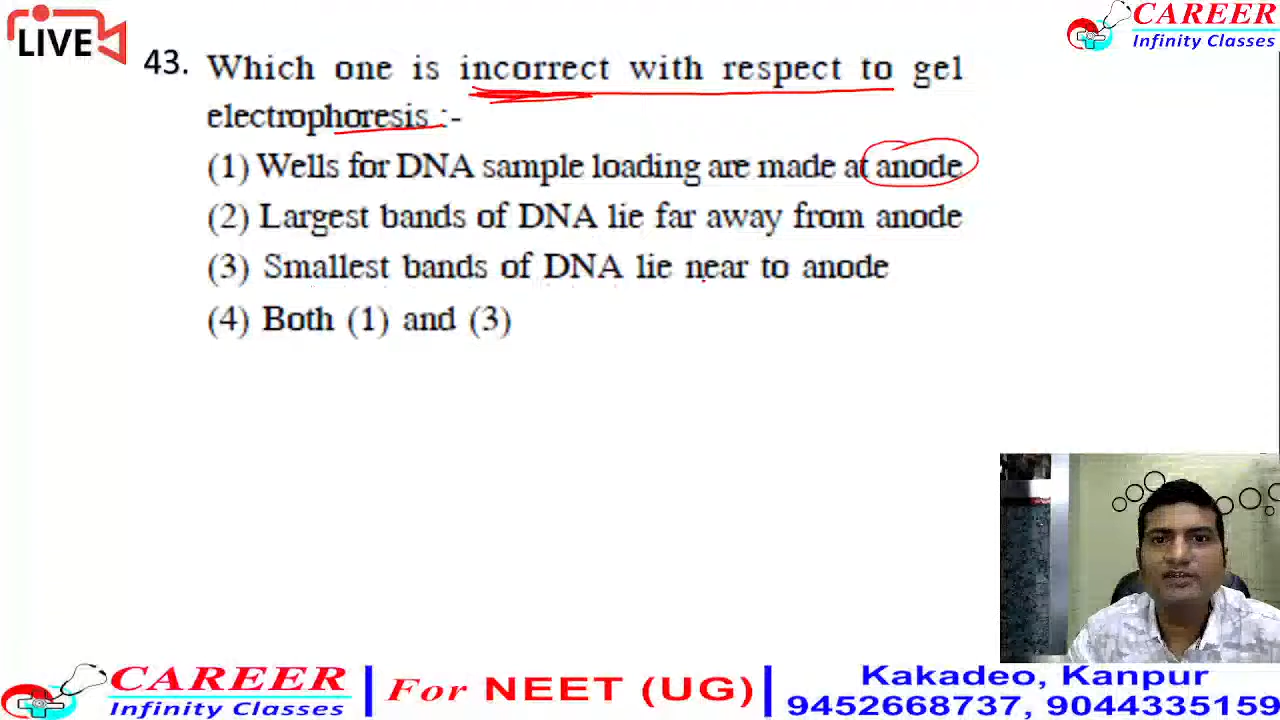 LIVE
CAREER
Infinity Classes
43. Which one is incorrect with respect to gel
electrophoresis :-
(1) Wells for DNA sample loading are made at anode
(2) Largest bands of DNA lie far away from anode
(3) Smallest bands of DNA lie near to anode
(4) Both (1) and (3)
CAREER
Infinity Classes
For NEET (UG)
Kakadeo, Kanpur
9452668737, 9044335159